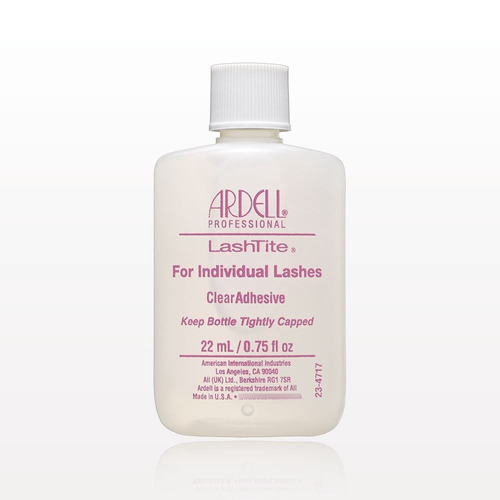 ARDELL®
PROFESSIONAL
LashTite®
For Individual Lashes
ClearAdhesive
Keep Bottle Tightly Capped
22 mL / 0.75 fl oz
American International Industries
Los Angeles, CA 90040
AII (UK) Ltd., Berkshire RG1 7SR
Ardell is a registered trademark of AII
Made in U.S.A. •
23-4717